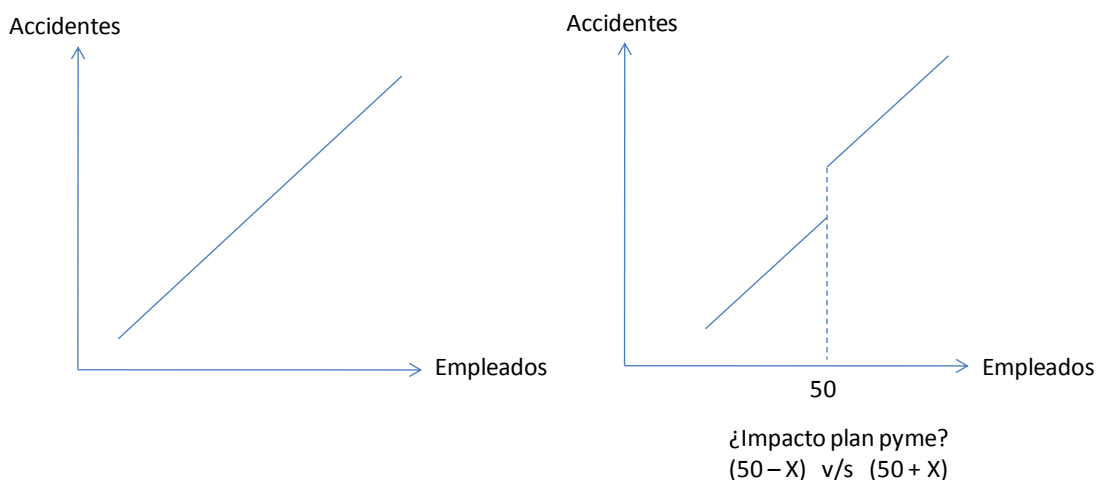 Accidentes
Empleados
Accidentes
Empleados
50
¿Impacto plan pyme?
(50 – X) v/s (50 + X)